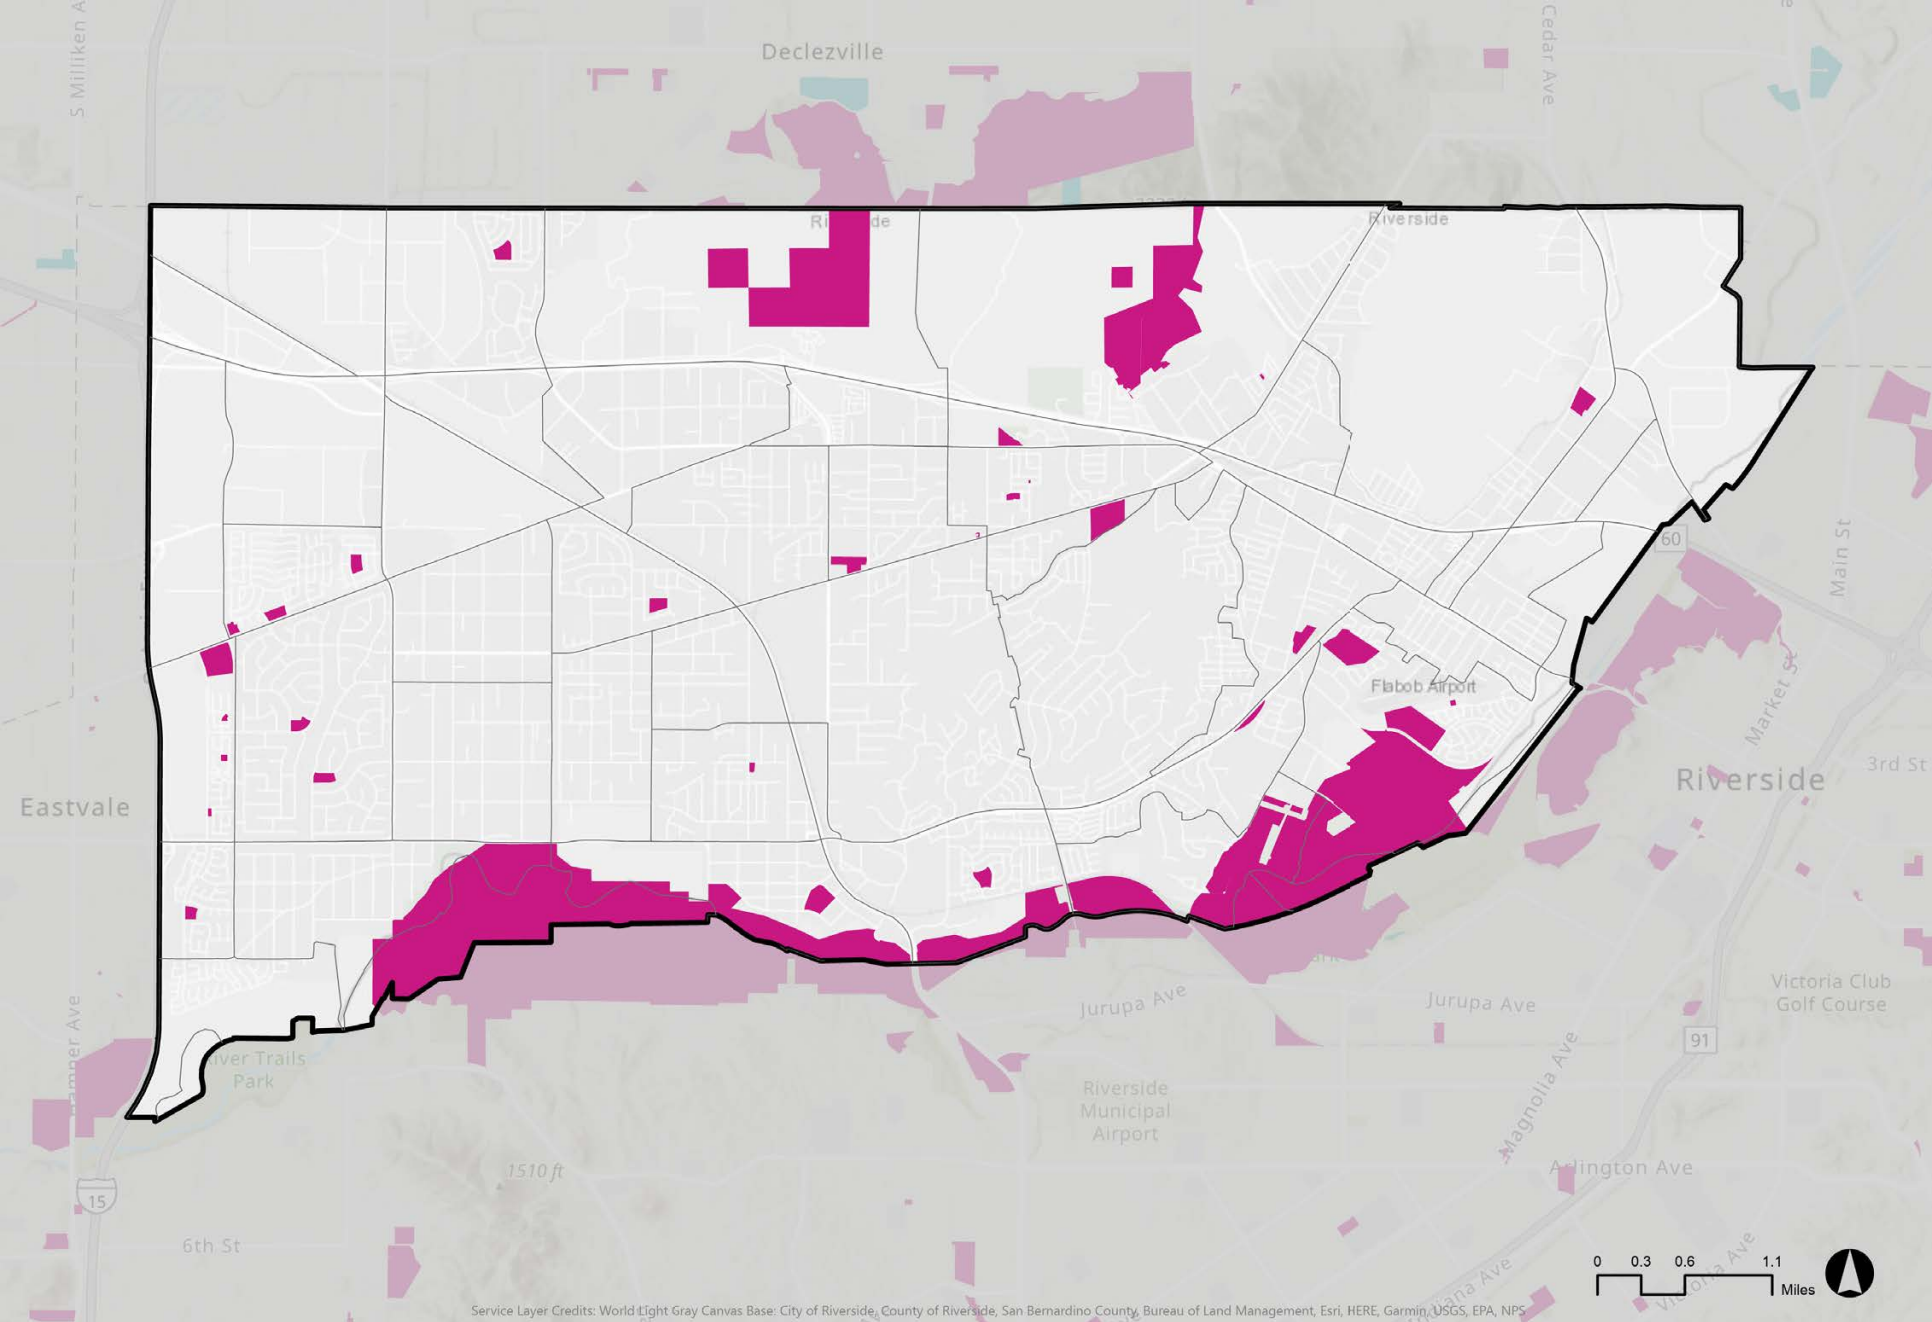 S Milliken A
Cedar Ave
Declezville
Riverside
60
Main St
Flabob Airport
Market St
Riverside
3rd St
Eastvale
River Trails
Park
Jurupa Ave
Jurupa Ave
Victoria Club
Golf Course
91
Magnolia Ave
Riverside
Municipal
Airport
1510 ft
Arlington Ave
15
6th St
Victoria Ave
0 0.3 0.6 1.1
Miles
Service Layer Credits: World Light Gray Canvas Base: City of Riverside, County of Riverside, San Bernardino County, Bureau of Land Management, Esri, HERE, Garmin, USGS, EPA, NPS